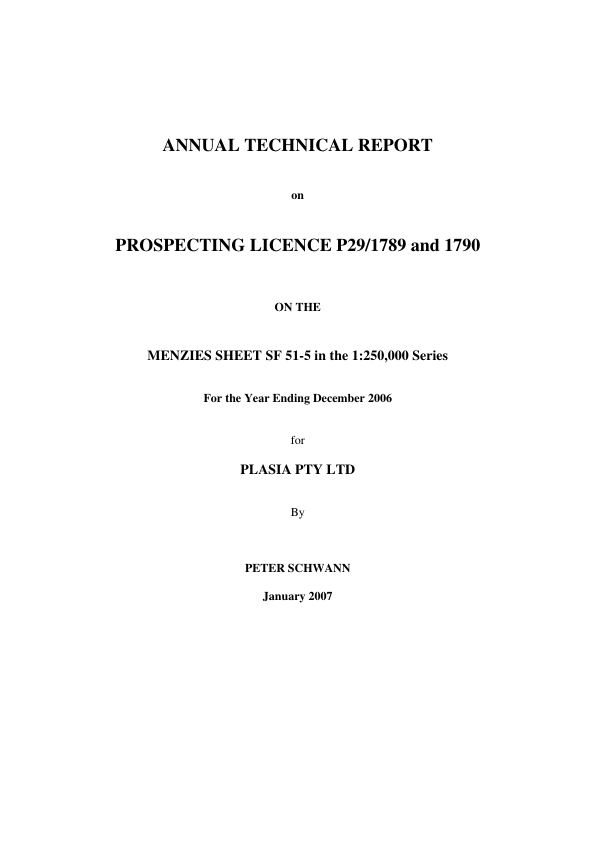 ANNUAL TECHNICAL REPORT
on
PROSPECTING LICENCE P29/1789 and 1790
ON THE
MENZIES SHEET SF 51-5 in the 1:250,000 Series
For the Year Ending December 2006
for
PLASIA PTY LTD
By
PETER SCHWANN
January 2007